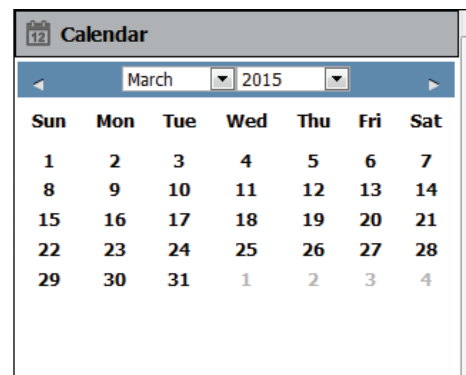 12 Calendar
March 2015
Sun Mon Tue Wed Thu Fri Sat
1 2 3 4 5 6 7
8 9 10 11 12 13 14
15 16 17 18 19 20 21
22 23 24 25 26 27 28
29 30 31 1 2 3 4